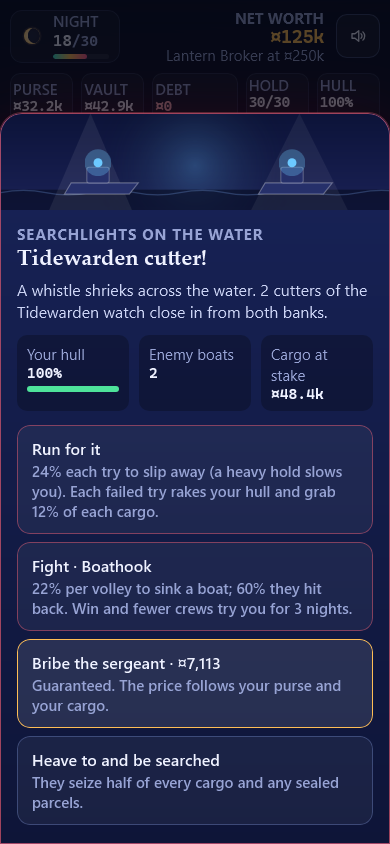 NIGHT
18/30
NET WORTH
¤125k
Lantern Broker at ¤250k
PURSE
¤32.2k
VAULT
¤42.9k
DEBT
¤0
HOLD
30/30
HULL
100%
SEARCHLIGHTS ON THE WATER
Tidewarden cutter!
A whistle shrieks across the water. 2 cutters of the
Tidewarden watch close in from both banks.
Your hull
100%
Enemy boats
2
Cargo at
stake
¤48.4k
Run for it
24% each try to slip away (a heavy hold slows
you). Each failed try rakes your hull and grab
12% of each cargo.
Fight · Boathook
22% per volley to sink a boat; 60% they hit
back. Win and fewer crews try you for 3 nights.
Bribe the sergeant · ¤7,113
Guaranteed. The price follows your purse and
your cargo.
Heave to and be searched
They seize half of every cargo and any sealed
parcels.